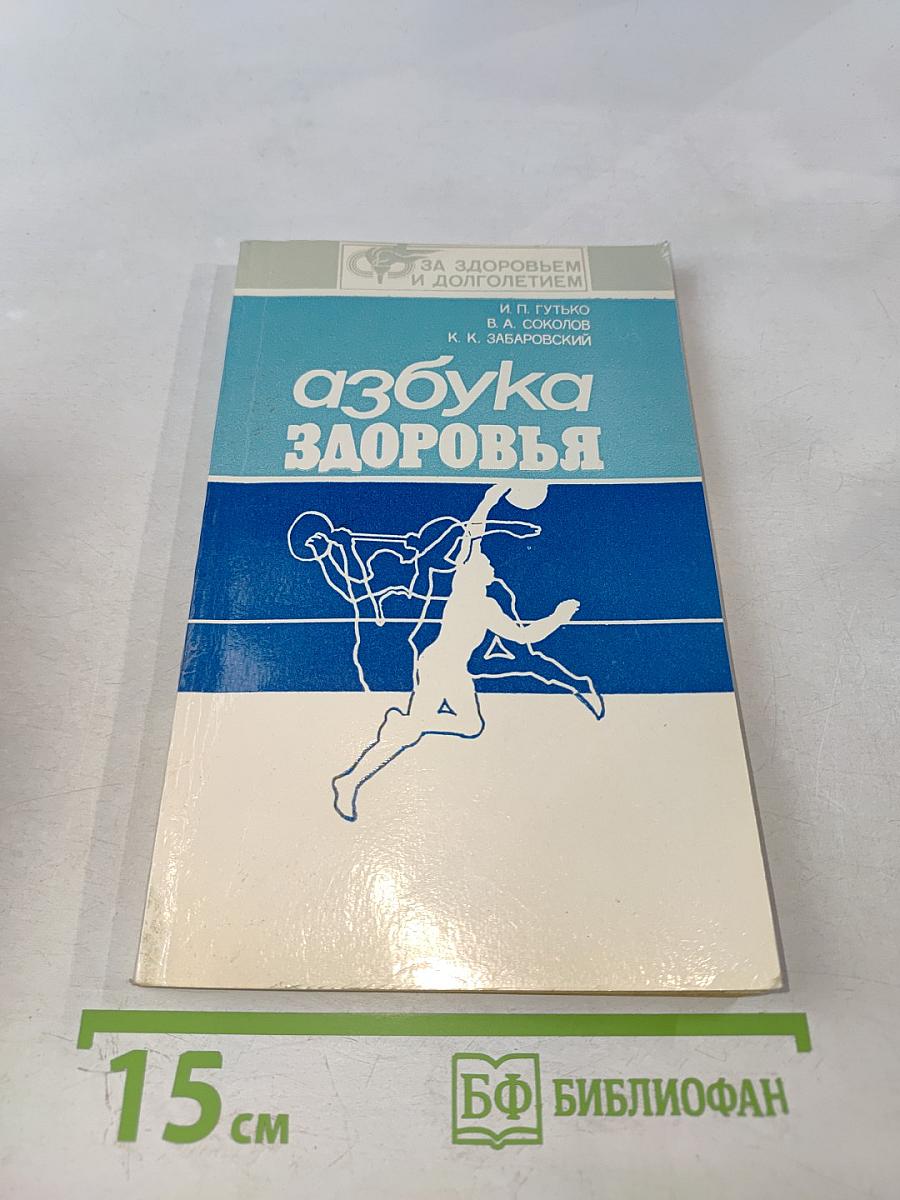 ЗА ЗДОРОВЬЕМ
И ДОЛГОЛЕТИЕМ
И. П. ГУТЬКО
В. А. СОКОЛОВ
К. К. ЗАБАРОВСКИЙ
азбука
ЗДОРОВЬЯ
15 см
БФ БИБЛИОФАН